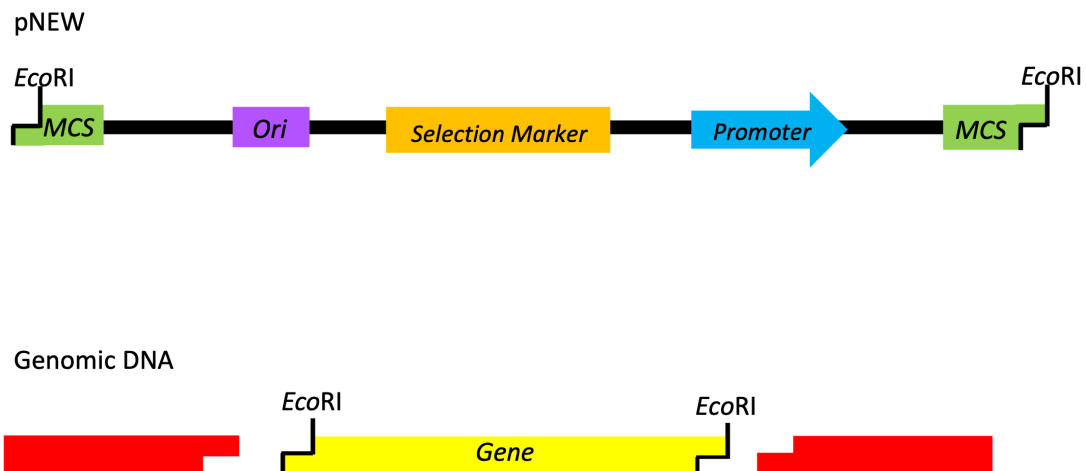 pNEW
EcoRI
EcoRI
MCS
Ori
Selection Marker
Promoter
MCS
Genomic DNA
EcoRI
EcoRI
Gene